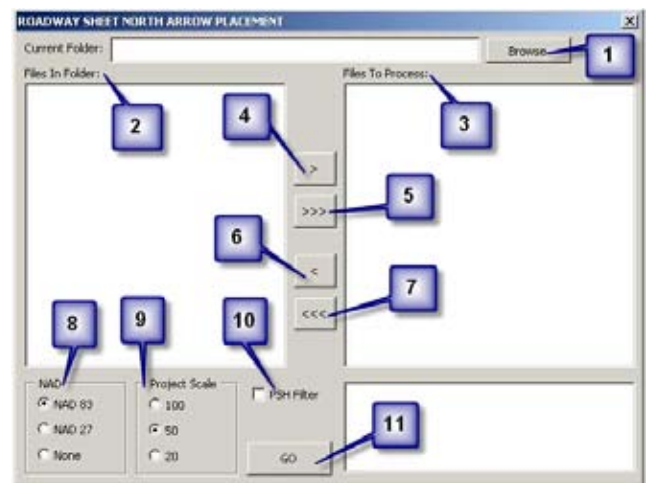 ROADWAY SHEET NORTH ARROW PLACEMENT
Current Folder:
Browse
1
Files In Folder:
Files To Process:
2
3
4
>
5
>>>
6
<
7
<<<
8
9
10
NAD
NAD 83
NAD 27
None
Project Scale
100
50
20
PSH Filter
11
GO